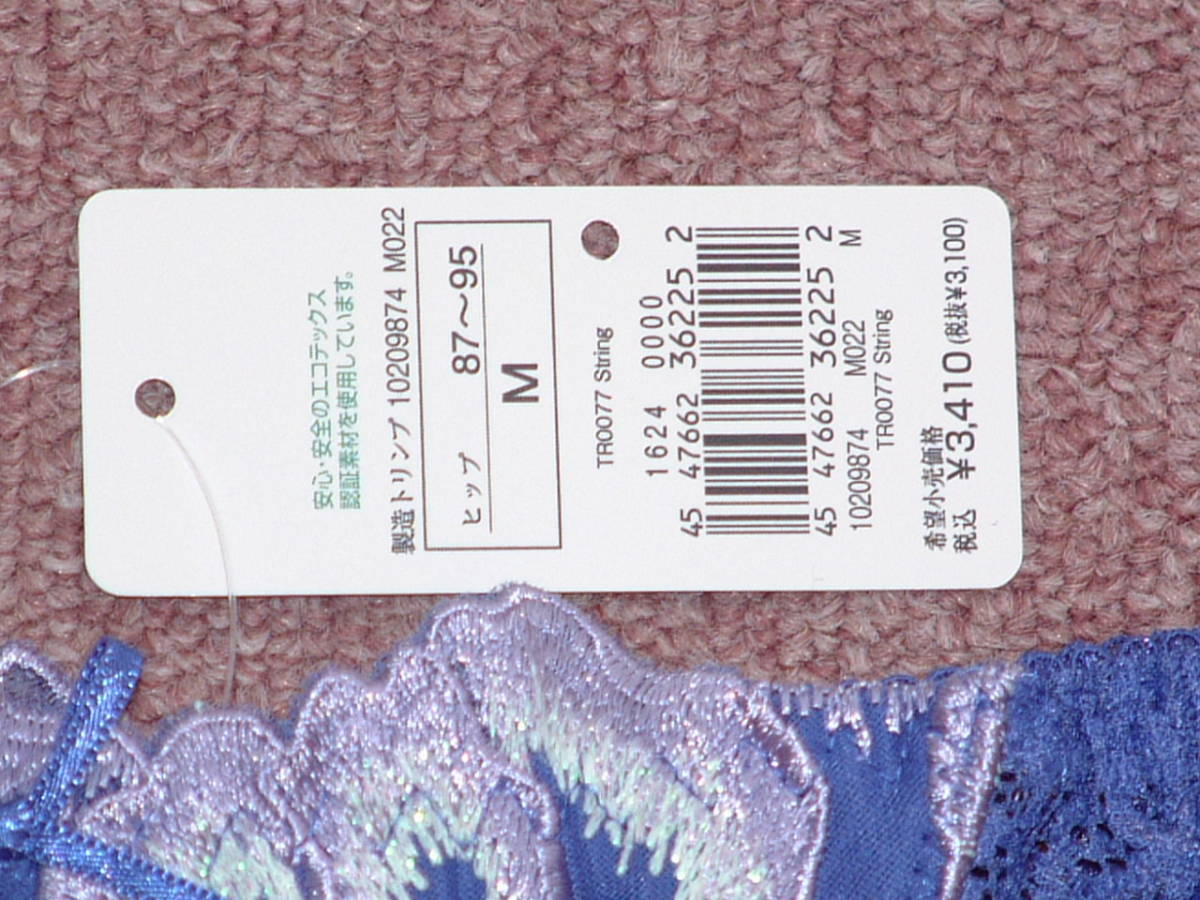 安心・安全のエコテックス
認証素材を使用しています。
製造 トリンプ 10209874 M022
ヒップ 87～95
M
TR0077 String
1624 0000
45 47662 36225 2
45 47662 36225 2
10209874 M022 M
TR0077 String
希望小売価格
税込 ¥3,410(税抜¥3,100)